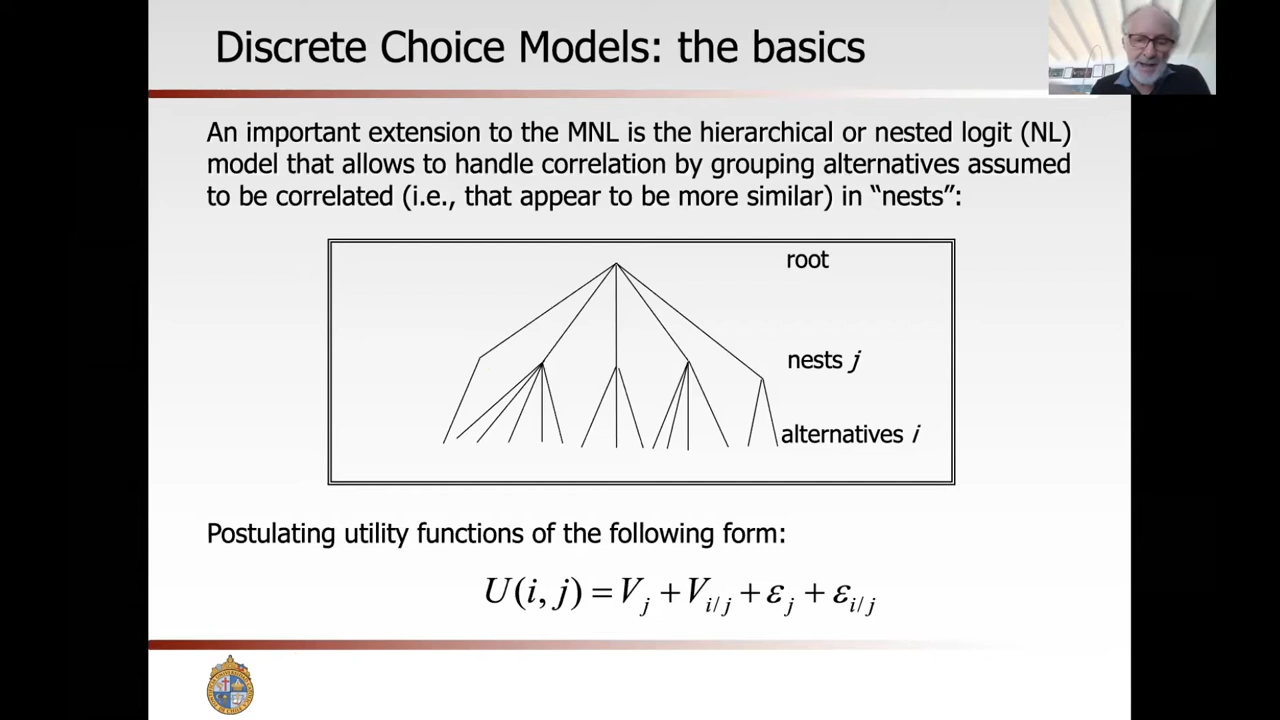 Discrete Choice Models: the basics
An important extension to the MNL is the hierarchical or nested logit (NL)
model that allows to handle correlation by grouping alternatives assumed
to be correlated (i.e., that appear to be more similar) in “nests”:
root
nests j
alternatives i
Postulating utility functions of the following form:
U(i, j) = V_j + V_{i/j} + ε_j + ε_{i/j}